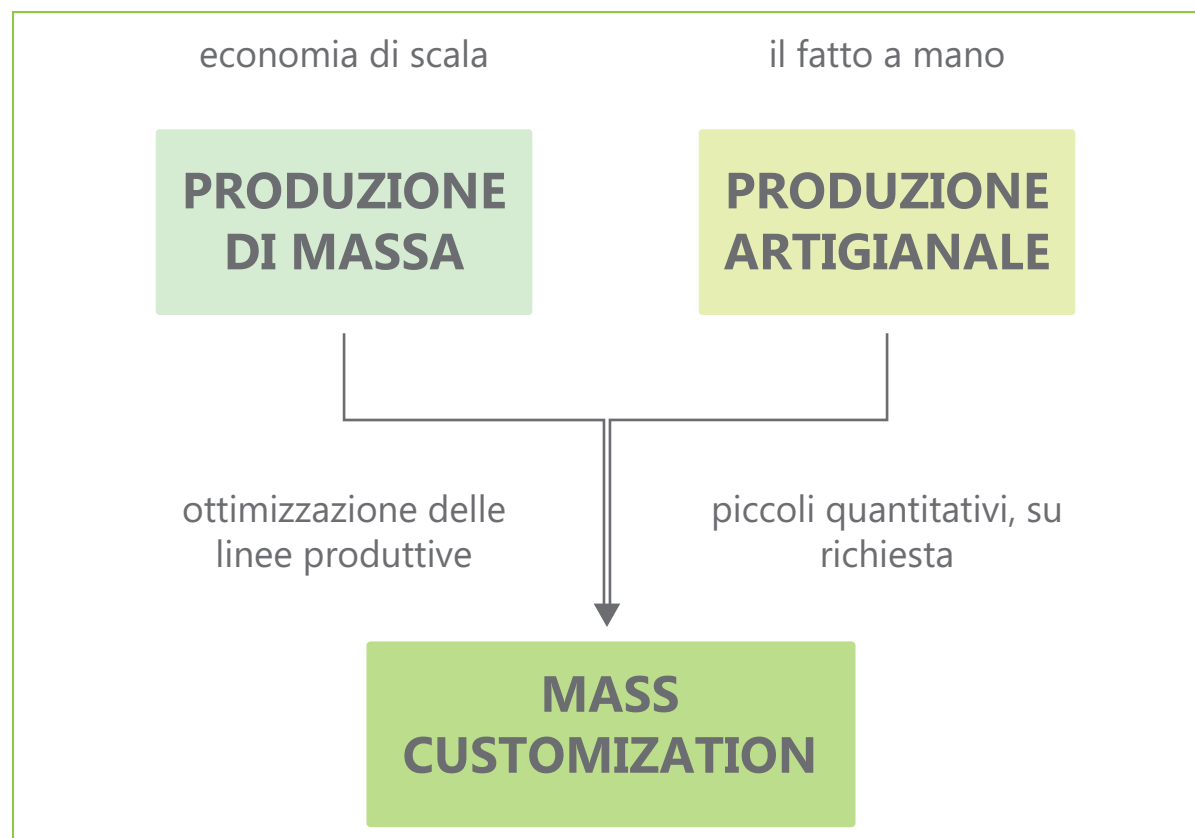 economia di scala
il fatto a mano
PRODUZIONE
DI MASSA
PRODUZIONE
ARTIGIANALE
ottimizzazione delle
linee produttive
piccoli quantitativi, su
richiesta
MASS
CUSTOMIZATION